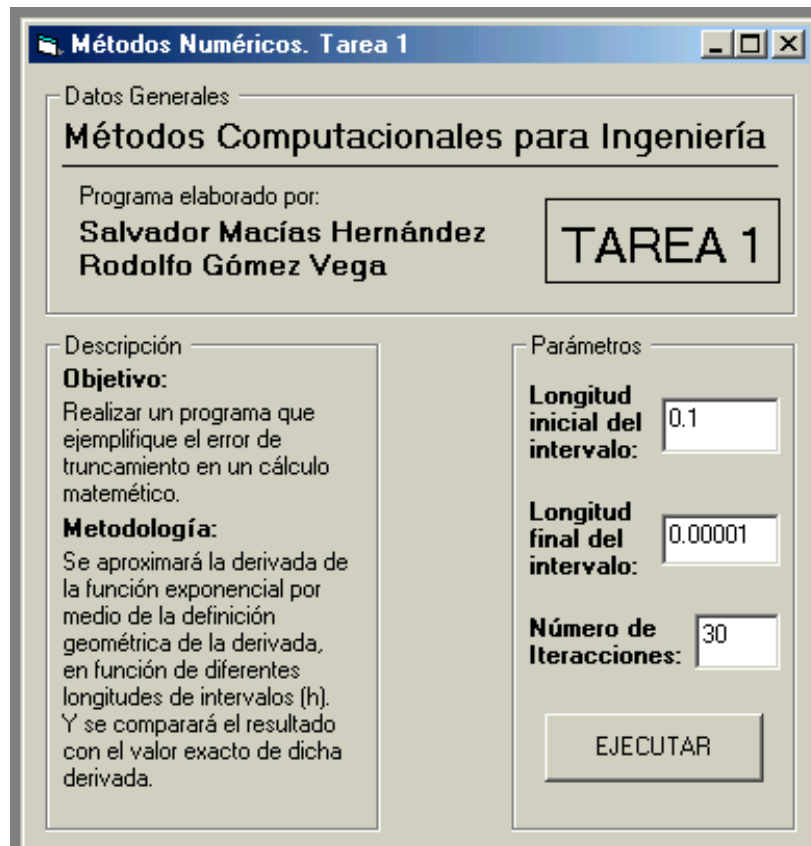 Métodos Numéricos. Tarea 1
Datos Generales
Métodos Computacionales para Ingeniería
Programa elaborado por:
Salvador Macías Hernández
Rodolfo Gómez Vega
TAREA 1
Descripción
Objetivo:
Realizar un programa que
ejemplifique el error de
truncamiento en un cálculo
matemético.
Metodología:
Se aproximará la derivada de
la función exponencial por
medio de la definición
geométrica de la derivada,
en función de diferentes
longitudes de intervalos (h).
Y se comparará el resultado
con el valor exacto de dicha
derivada.
Parámetros
Longitud
inicial del
intervalo:
0.1
Longitud
final del
intervalo:
0.00001
Número de
Iteracciones:
30
EJECUTAR